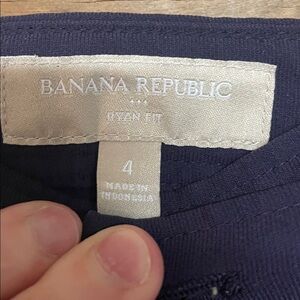 BANANA REPUBLIC
RYAN FIT
4
MADE IN
INDONESIA